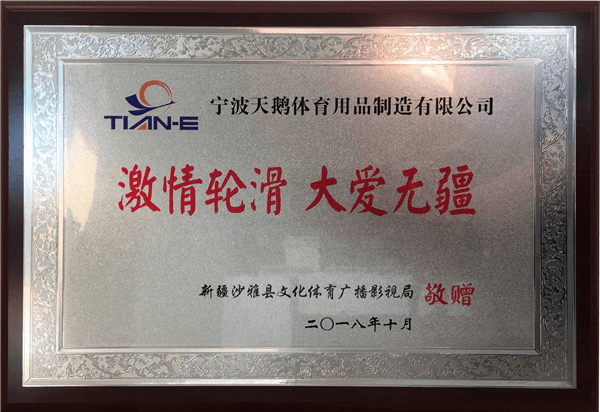 宁波天鹅体育用品制造有限公司
TIAN-E
激情轮滑 大爱无疆
新疆沙雅县文化体育广播影视局 敬赠
二〇一八年十月